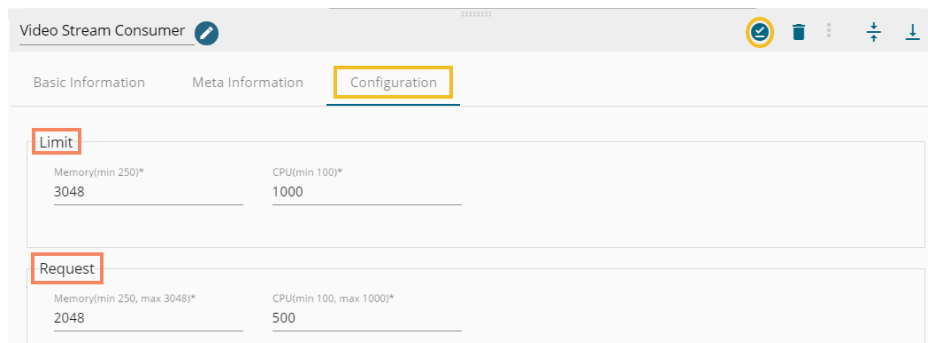 Video Stream Consumer
Basic Information Meta Information Configuration
Limit
Memory(min 250)* CPU(min 100)*
3048 1000
Request
Memory(min 250, max 3048)* CPU(min 100, max 1000)*
2048 500